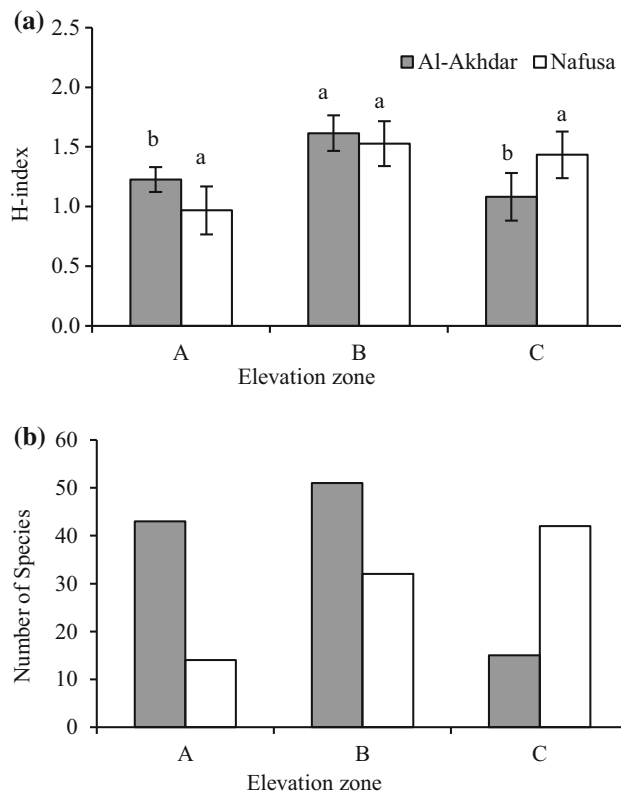 (a)
2.5
2.0
1.5
1.0
0.5
0.0
H-index
Al-Akhdar Nafusa
b a a a b a
A B C
Elevation zone
(b)
60
50
40
30
20
10
0
Number of Species
A B C
Elevation zone